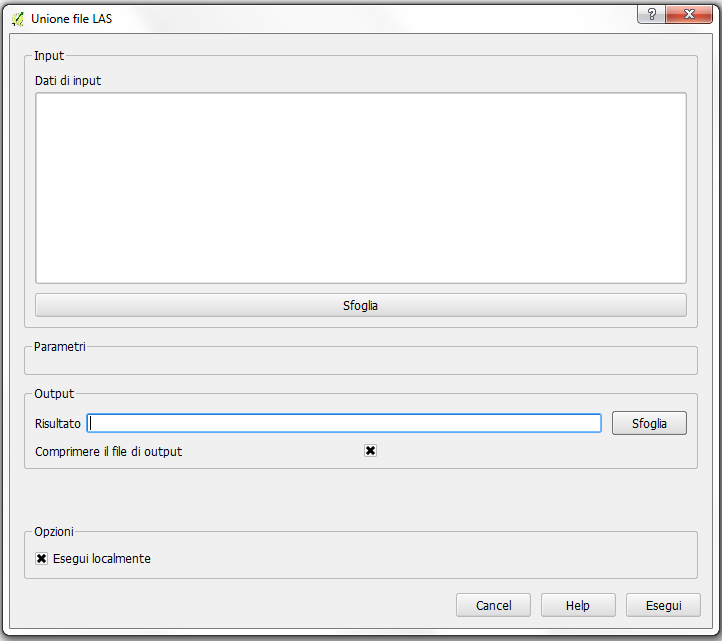 Unione file LAS
Input
Dati di input
Sfoglia
Parametri
Output
Risultato
Sfoglia
Comprimere il file di output
Opzioni
Esegui localmente
Cancel
Help
Esegui